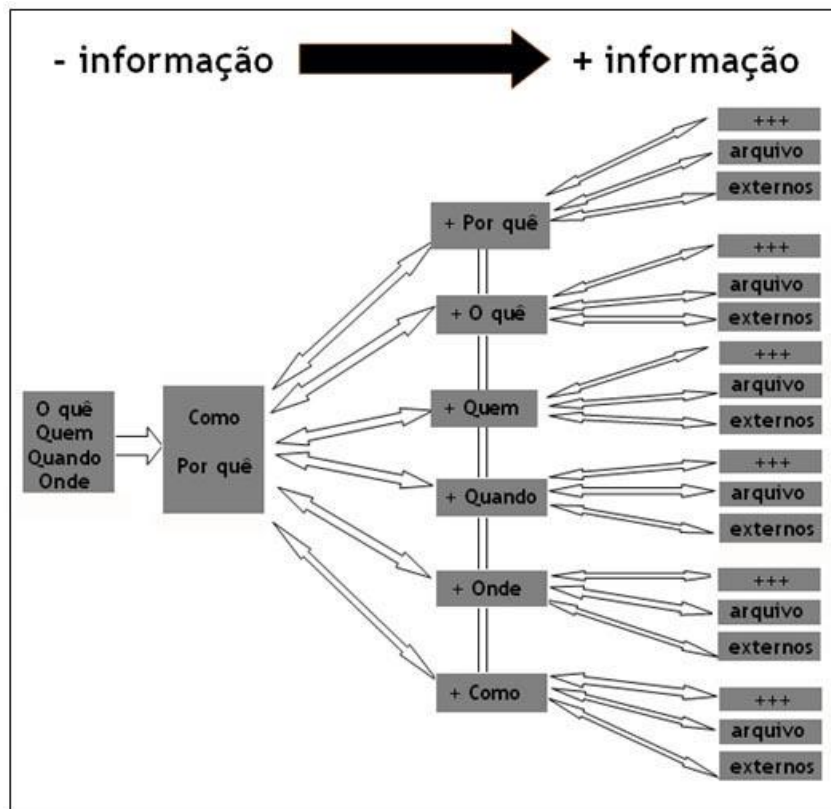 - informação
+ informação
O quê
Quem
Quando
Onde
Como
Por quê
+ Por quê
+ O quê
+ Quem
+ Quando
+ Onde
+ Como
+++
arquivo
externos
+++
arquivo
externos
+++
arquivo
externos
+++
arquivo
externos
+++
arquivo
externos
+++
arquivo
externos